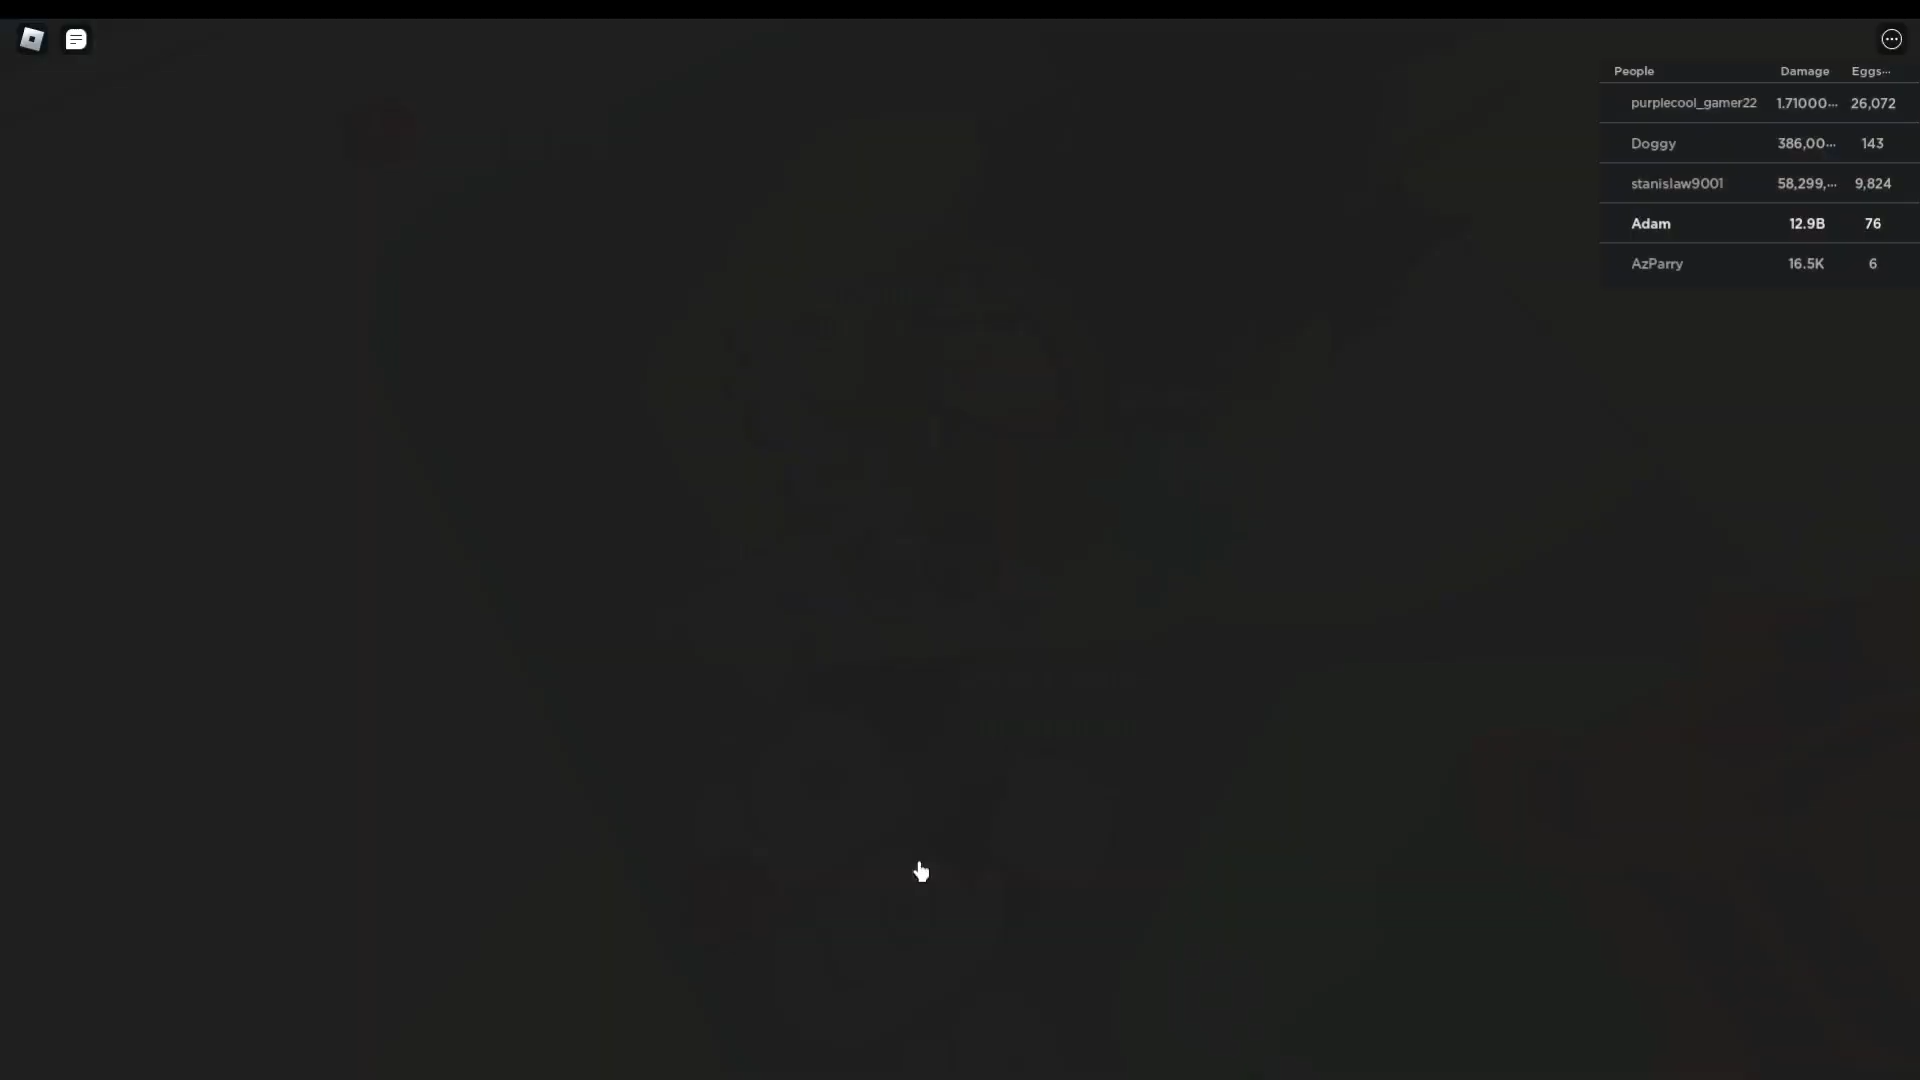 People Damage Eggs...
purplecool_gamer22 1.71000... 26,072
Doggy 386,00... 143
stanislaw9001 58,299,... 9,824
Adam 12.9B 76
AzParry 16.5K 6